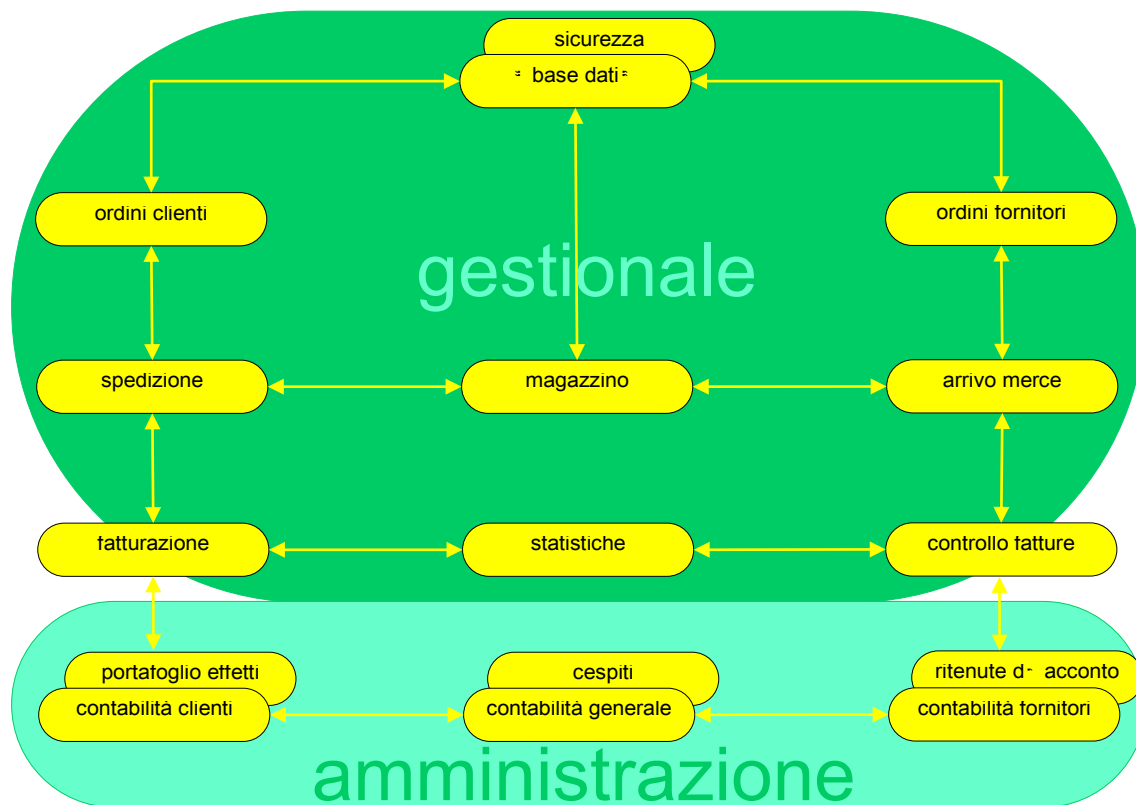 sicurezza
“ base dati“
ordini clienti
ordini fornitori
gestionale
spedizione
magazzino
arrivo merce
fatturazione
statistiche
controllo fatture
portafoglio effetti
cespiti
ritenute d“ acconto
contabilità clienti
contabilità generale
contabilità fornitori
amministrazione